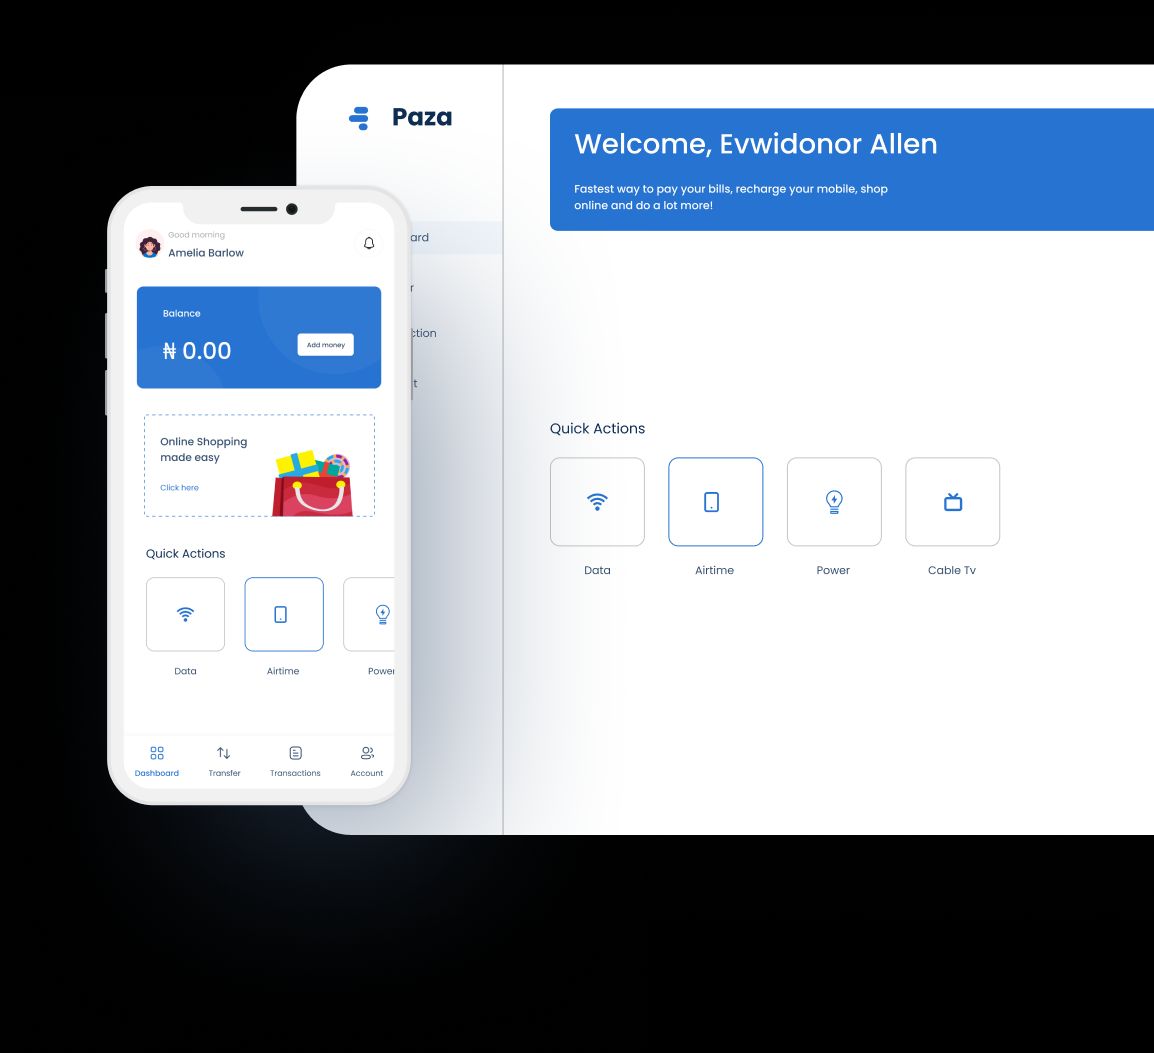 Paza
Welcome, Evwidonor Allen
Fastest way to pay your bills, recharge your mobile, shop
online and do a lot more!
Quick Actions
Data
Airtime
Power
Cable Tv
Good morning
Amelia Barlow
Balance
₦ 0.00
Add money
Online Shopping
made easy
Click here
Quick Actions
Data
Airtime
Power
Dashboard
Transfer
Transactions
Account